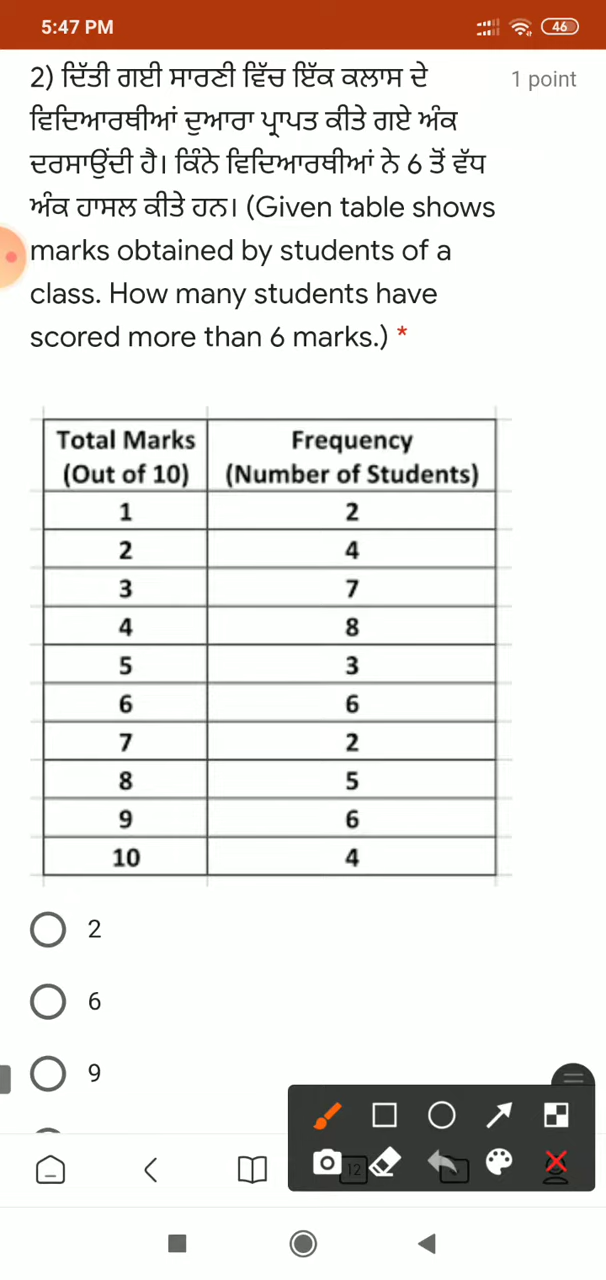 5:47 PM
46
2) ਦਿੱਤੀ ਗਈ ਸਾਰਣੀ ਵਿੱਚ ਇੱਕ ਕਲਾਸ ਦੇ
1 point
ਵਿਦਿਆਰਥੀਆਂ ਦੁਆਰਾ ਪ੍ਰਾਪਤ ਕੀਤੇ ਗਏ ਅੰਕ
ਦਰਸਾਉਂਦੀ ਹੈ। ਕਿੰਨੇ ਵਿਦਿਆਰਥੀਆਂ ਨੇ 6 ਤੋਂ ਵੱਧ
ਅੰਕ ਹਾਸਲ ਕੀਤੇ ਹਨ। (Given table shows
marks obtained by students of a
class. How many students have
scored more than 6 marks.) *
Total Marks Frequency
(Out of 10) (Number of Students)
1 2
2 4
3 7
4 8
5 3
6 6
7 2
8 5
9 6
10 4
2
6
9
12